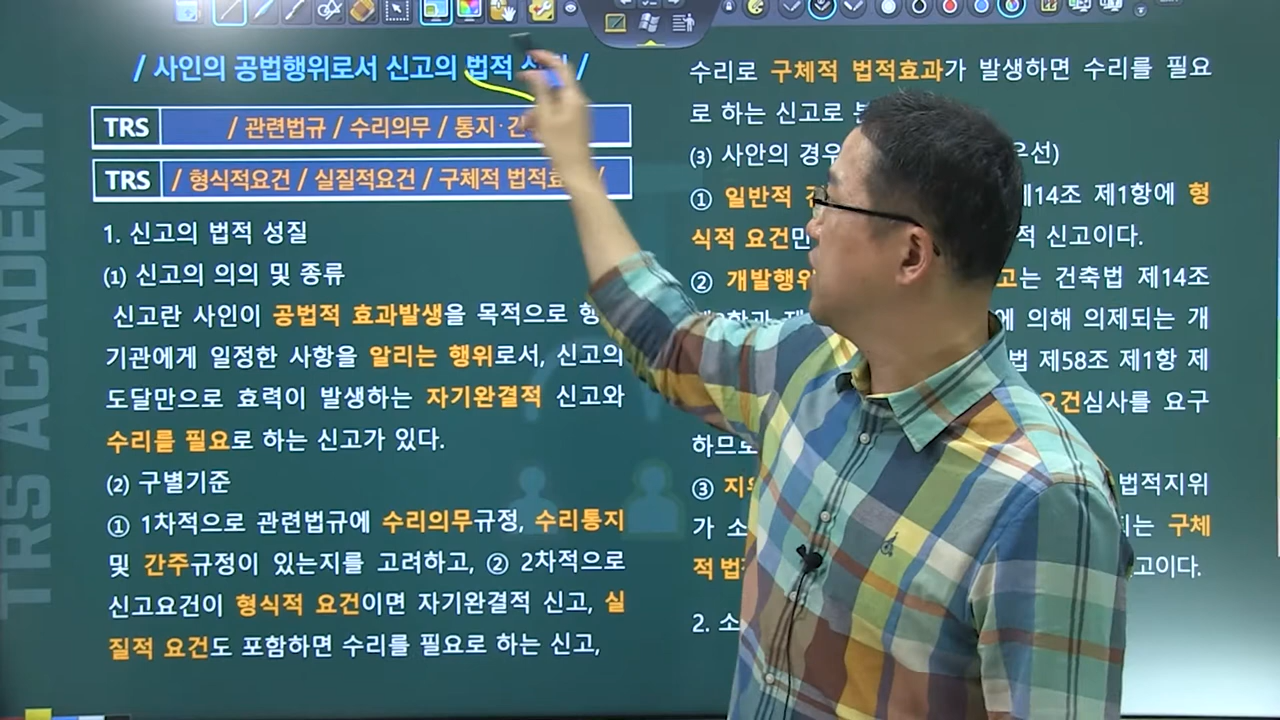 TRS ACADEMY
/ 사인의 공법행위로서 신고의 법적
TRS / 관련법규 / 수리의무 / 통지·간
TRS / 형식적요건 / 실질적요건 / 구체적 법적효
1. 신고의 법적 성질
(1) 신고의 의의 및 종류
신고란 사인이 공법적 효과발생을 목적으로
기관에게 일정한 사항을 알리는 행위로서, 신고의
도달만으로 효력이 발생하는 자기완결적 신고와
수리를 필요로 하는 신고가 있다.
(2) 구별기준
① 1차적으로 관련법규에 수리의무규정, 수리통지
및 간주규정이 있는지를 고려하고, ② 2차적으로
신고요건이 형식적 요건이면 자기완결적 신고, 실
질적 요건도 포함하면 수리를 필요로 하는 신고,
수리로 구체적 법적효과가 발생하면 수리를 필요
로 하는 신고로
(3) 사안의 경우 우선)
① 일반적 제14조 제1항에 형
식적 요건만 적 신고이다.
② 개발행위 고는 건축법 제14조
에 의해 의제되는 개
법 제58조 제1항 제
요건심사를 요구
하므로
③ 지위 법적지위
가 소 는 구체
적 법 고이다.
2. 소